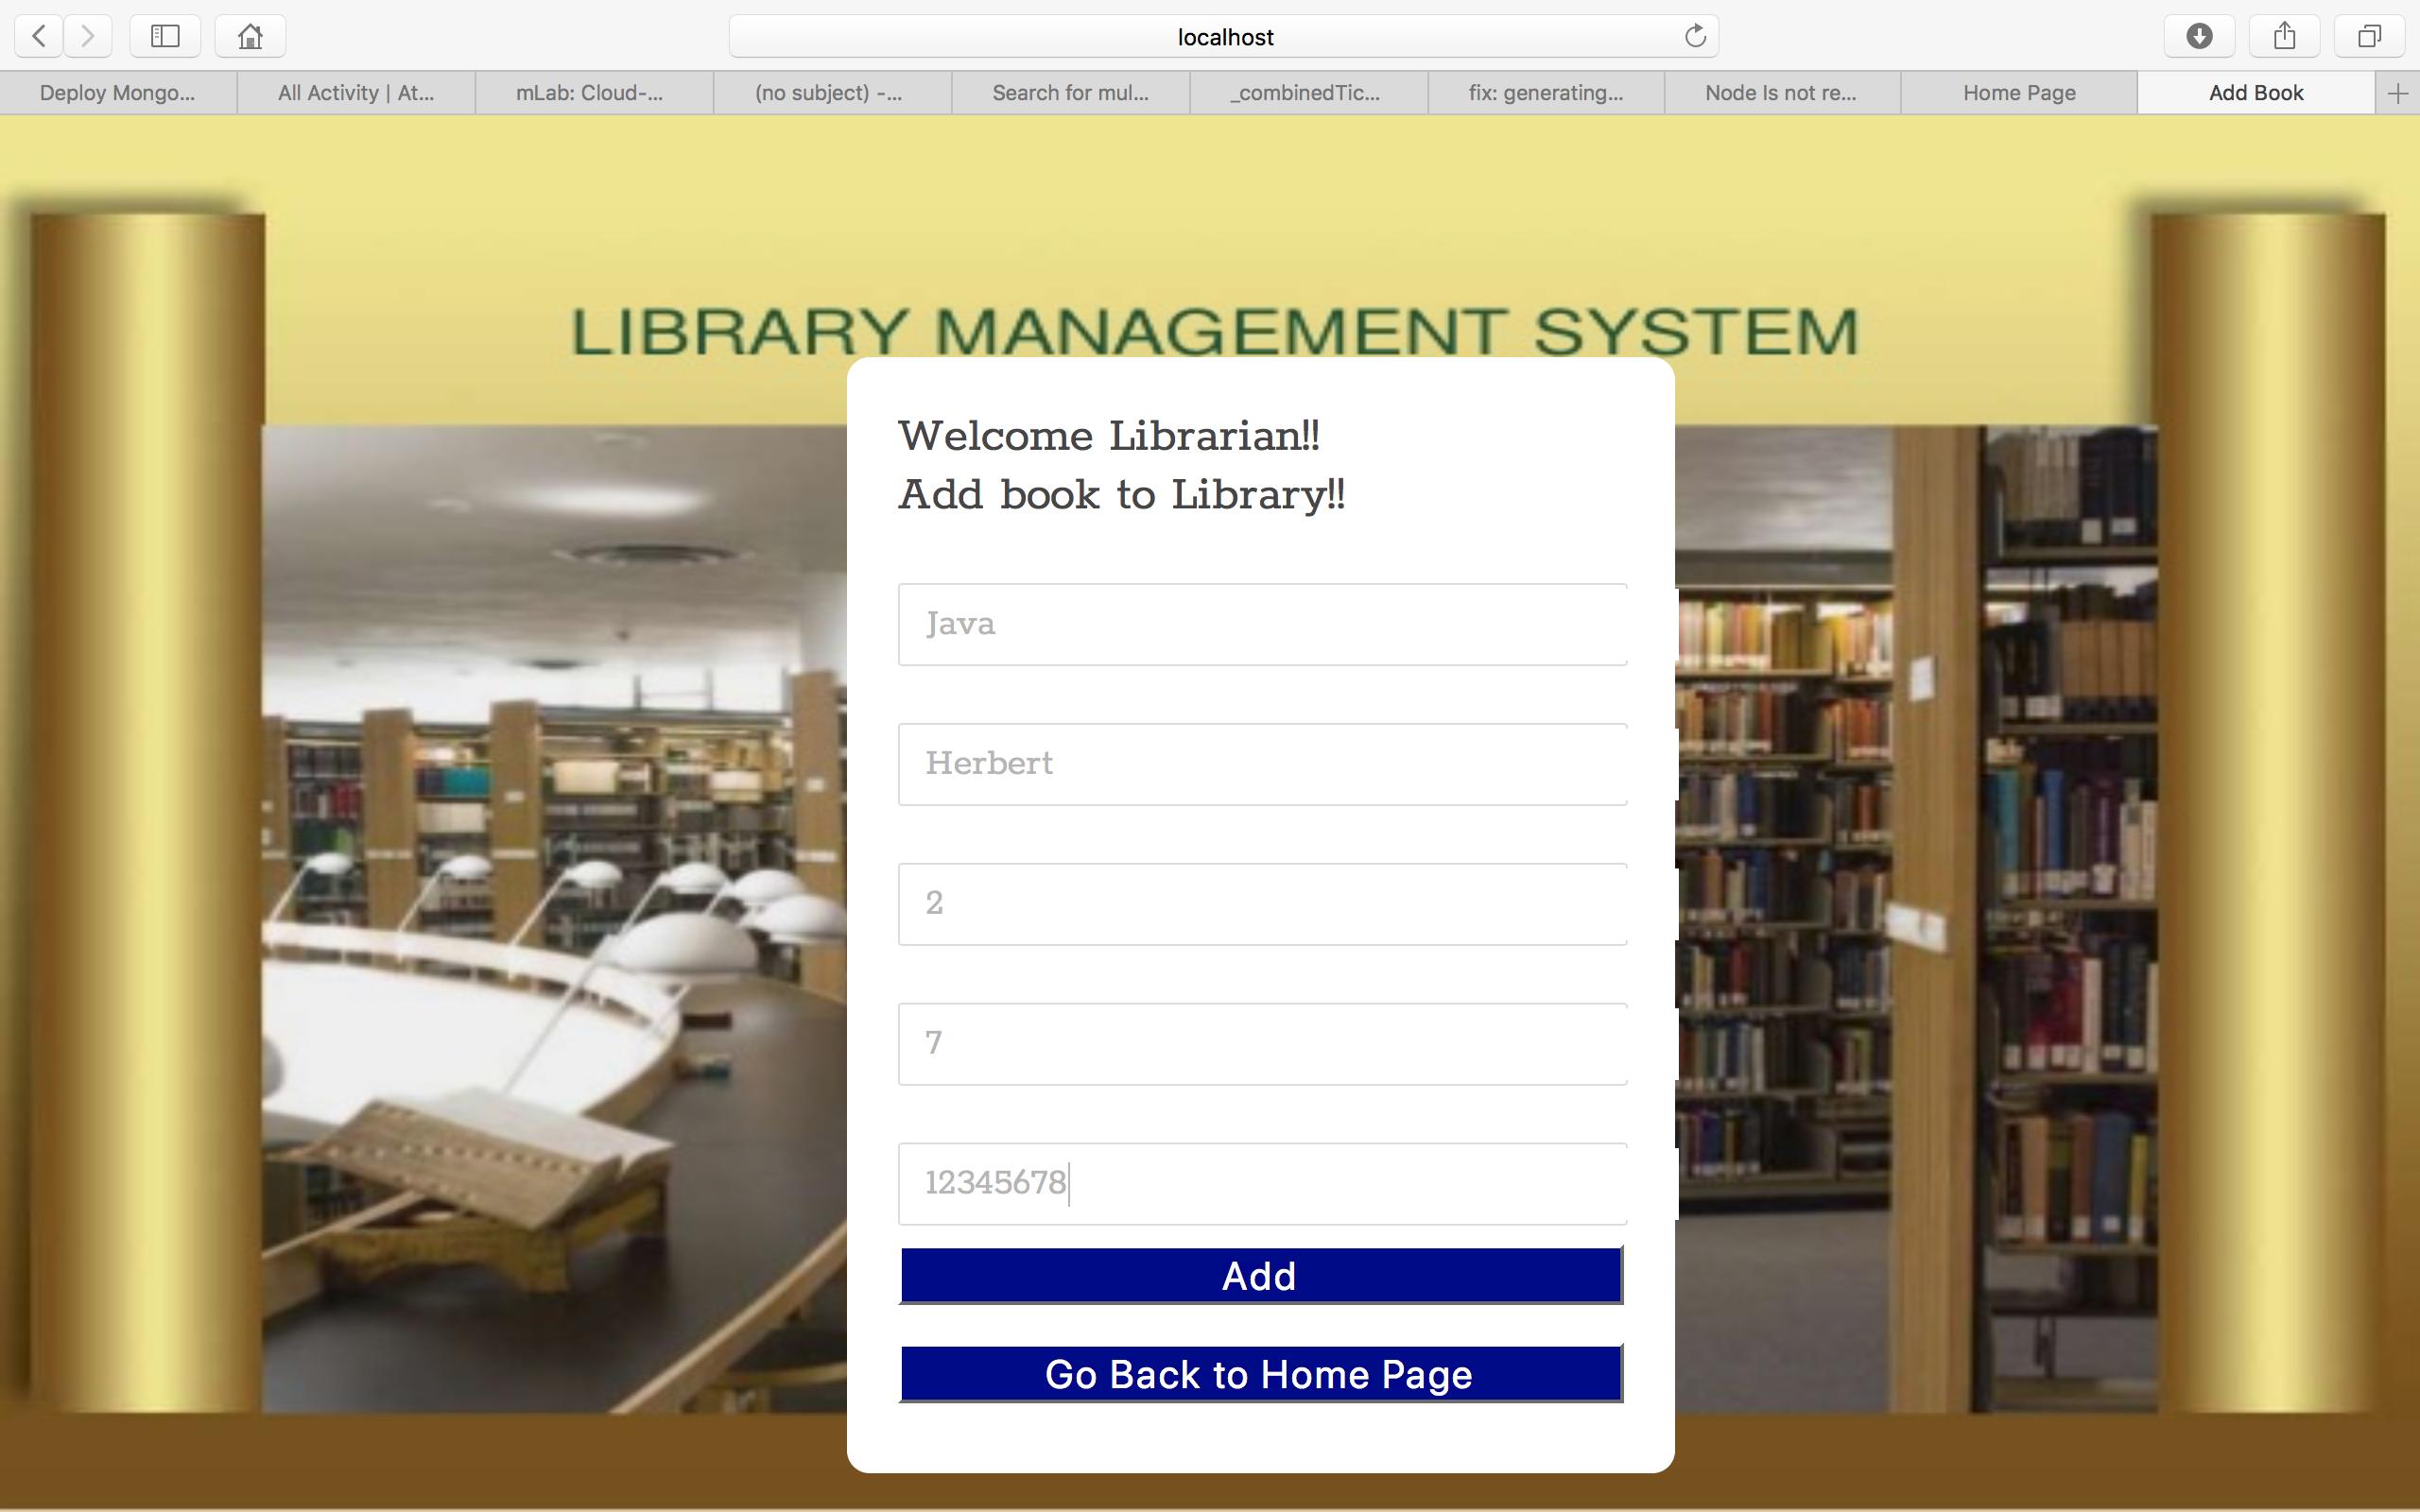 localhost
Deploy Mongo...
All Activity | At...
mLab: Cloud-...
(no subject) -...
Search for mul...
_combinedTic...
fix: generating...
Node Is not re...
Home Page
Add Book
LIBRARY MANAGEMENT SYSTEM
Welcome Librarian!!
Add book to Library!!
Java
Herbert
2
7
12345678
Add
Go Back to Home Page